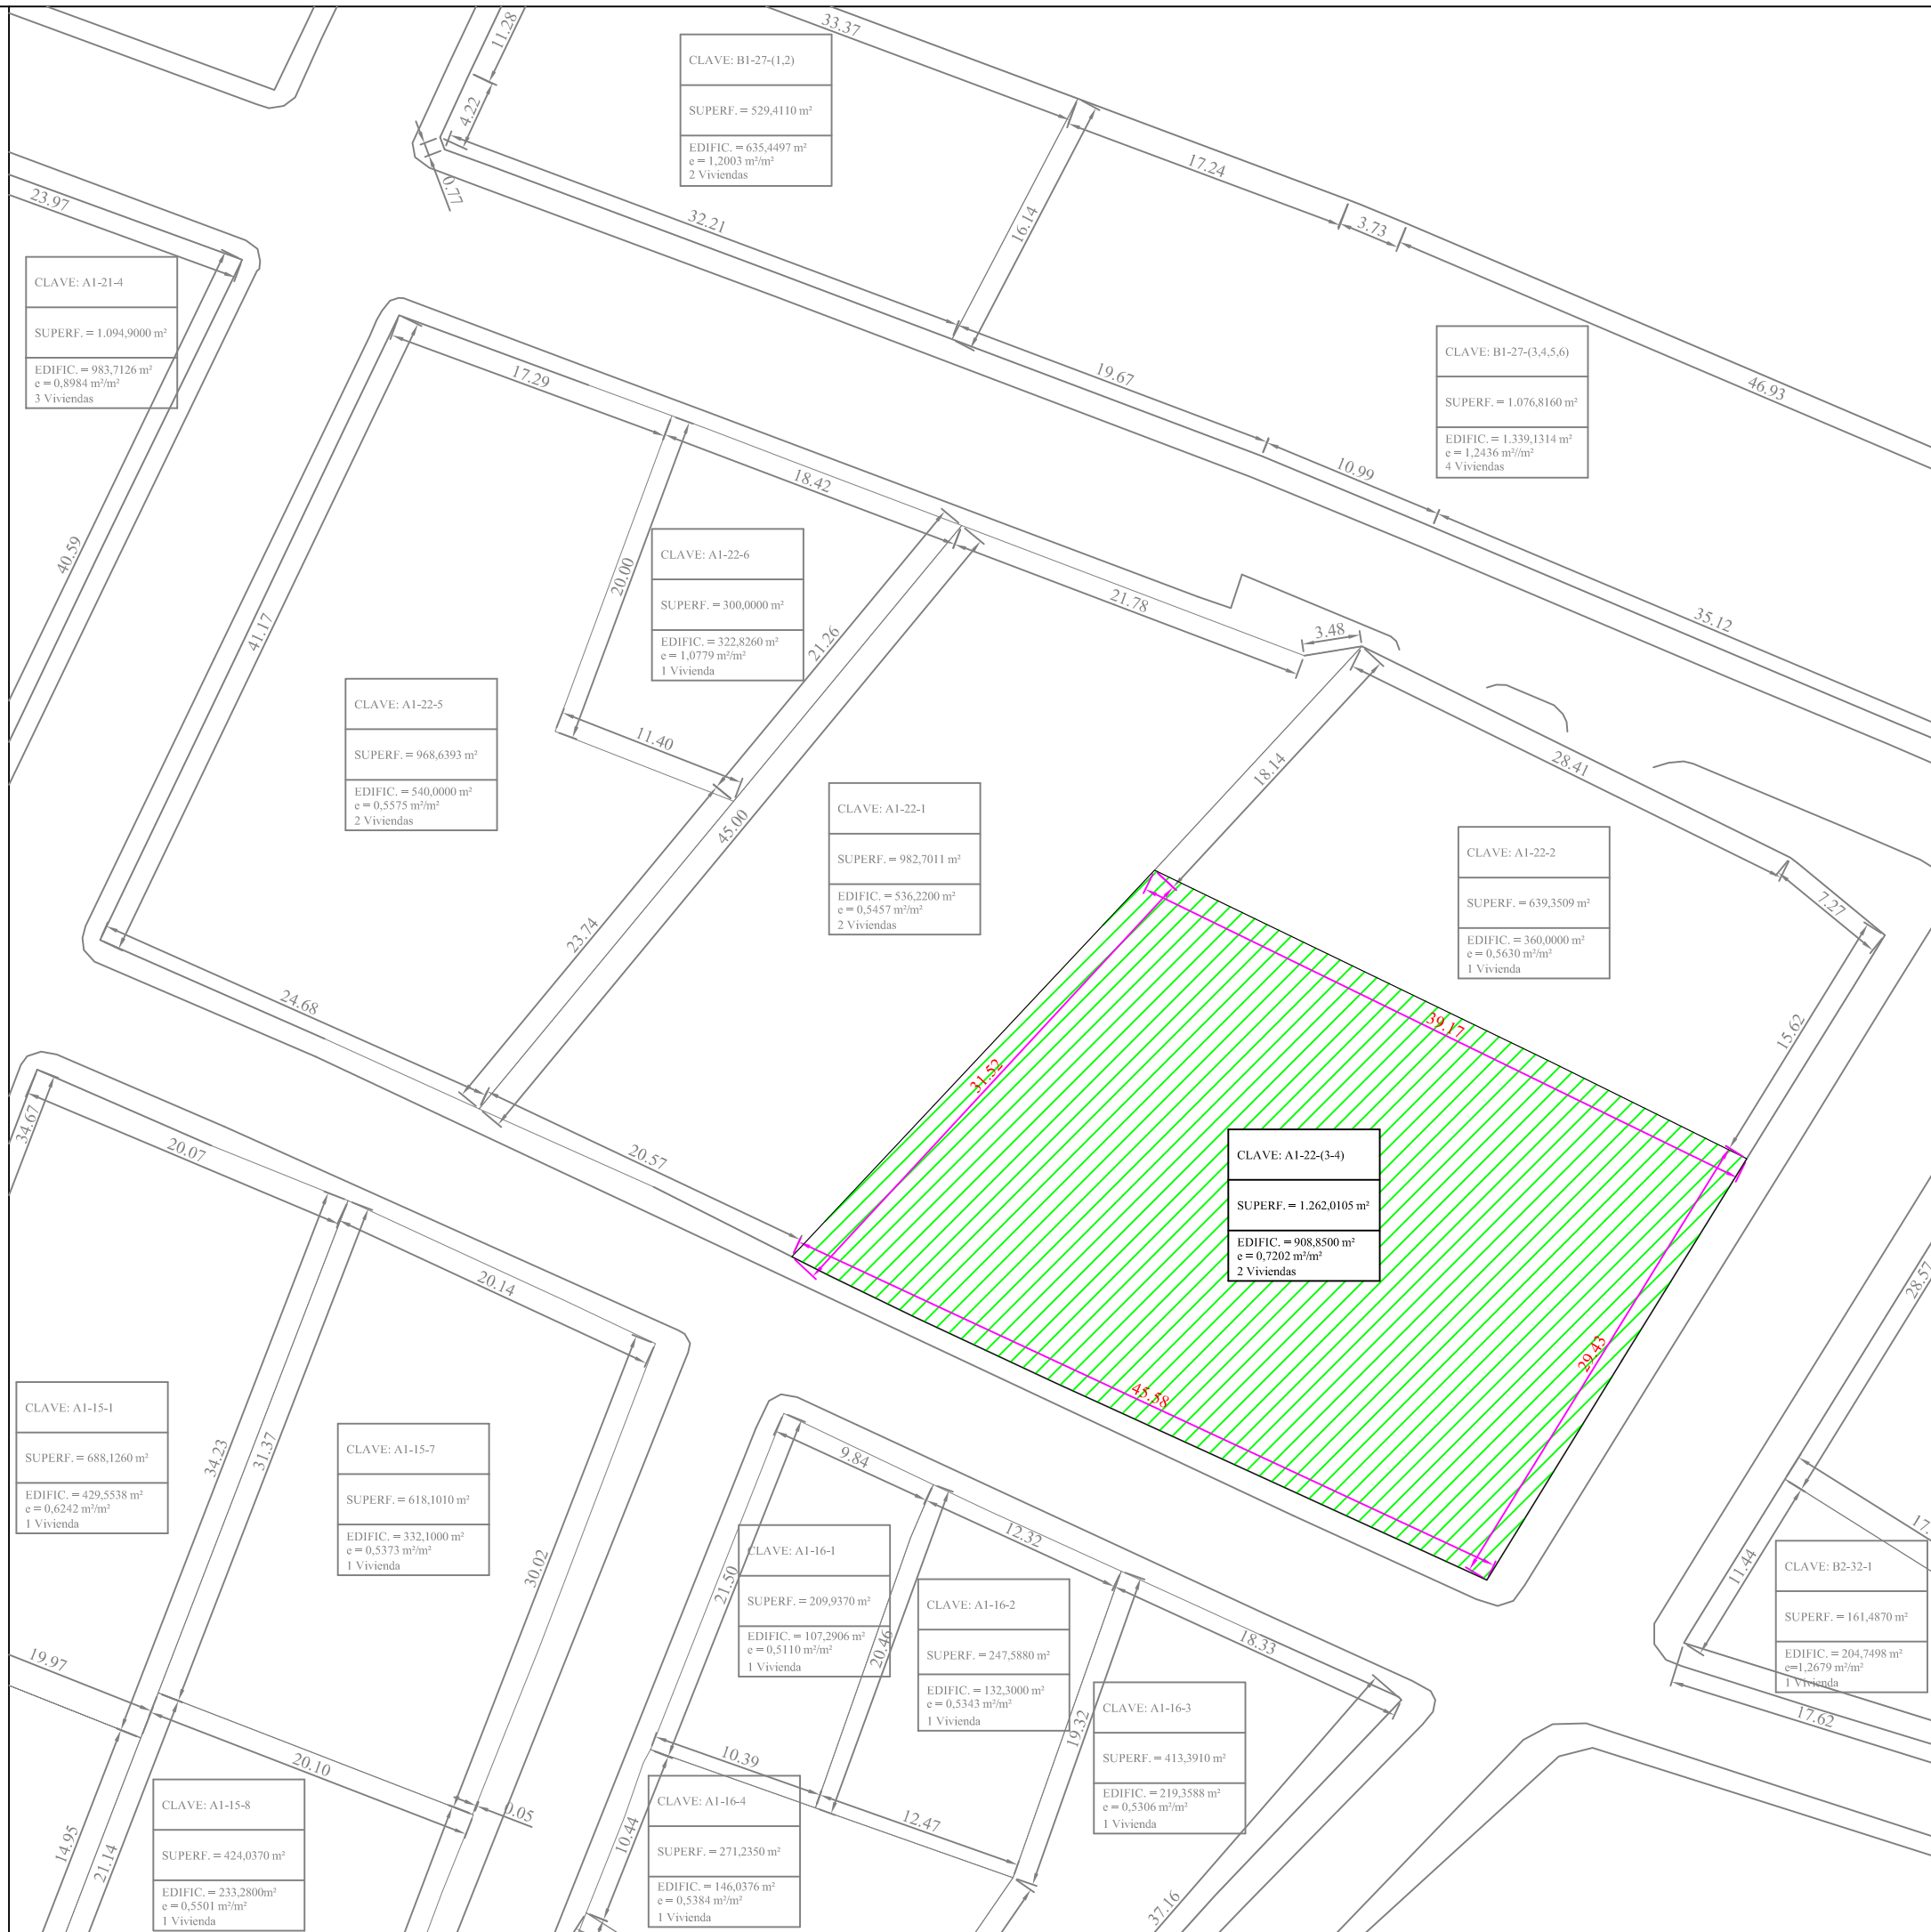 33.37
11.28
4.22
0.77
CLAVE: B1-27-(1,2)
SUPERF. = 529,4110 m²
EDIFIC. = 635,4497 m²
e = 1,2003 m²/m²
2 Viviendas
17.24
3.73
16.14
32.21
23.97
CLAVE: A1-21-4
SUPERF. = 1.094,9000 m²
EDIFIC. = 983,7126 m²
e = 0,8984 m²/m²
3 Viviendas
CLAVE: B1-27-(3,4,5,6)
SUPERF. = 1.076,8160 m²
EDIFIC. = 1.339,1314 m²
e = 1,2436 m²//m²
4 Viviendas
46.93
17.29
19.67
10.99
18.42
40.59
41.17
20.00
CLAVE: A1-22-6
SUPERF. = 300,0000 m²
EDIFIC. = 322,8260 m²
e = 1,0779 m²/m²
1 Vivienda
21.26
21.78
3.48
35.12
CLAVE: A1-22-5
SUPERF. = 968,6393 m²
EDIFIC. = 540,0000 m²
e = 0,5575 m²/m²
2 Viviendas
11.40
45.00
18.14
28.41
CLAVE: A1-22-1
SUPERF. = 982,7011 m²
EDIFIC. = 536,2200 m²
e = 0,5457 m²/m²
2 Viviendas
CLAVE: A1-22-2
SUPERF. = 639,3509 m²
EDIFIC. = 360,0000 m²
e = 0,5630 m²/m²
1 Vivienda
7.27
23.74
24.68
39.17
15.62
31.52
34.67
20.07
20.57
CLAVE: A1-22-(3-4)
SUPERF. = 1.262,0105 m²
EDIFIC. = 908,8500 m²
e = 0,7202 m²/m²
2 Viviendas
20.14
28.57
29.43
45.58
CLAVE: A1-15-1
SUPERF. = 688,1260 m²
EDIFIC. = 429,5538 m²
e = 0,6242 m²/m²
1 Vivienda
34.23
31.37
CLAVE: A1-15-7
SUPERF. = 618,1010 m²
EDIFIC. = 332,1000 m²
e = 0,5373 m²/m²
1 Vivienda
9.84
12.32
30.02
21.50
CLAVE: A1-16-1
SUPERF. = 209,9370 m²
EDIFIC. = 107,2906 m²
e = 0,5110 m²/m²
1 Vivienda
20.46
CLAVE: A1-16-2
SUPERF. = 247,5880 m²
EDIFIC. = 132,3000 m²
e = 0,5343 m²/m²
1 Vivienda
18.33
11.44
17.
CLAVE: B2-32-1
SUPERF. = 161,4870 m²
EDIFIC. = 204,7498 m²
e=1,2679 m²/m²
1 Vivienda
17.62
19.32
CLAVE: A1-16-3
SUPERF. = 413,3910 m²
EDIFIC. = 219,3588 m²
e = 0,5306 m²/m²
1 Vivienda
19.97
20.10
0.05
10.39
12.47
14.95
21.14
CLAVE: A1-15-8
SUPERF. = 424,0370 m²
EDIFIC. = 233,2800m²
e = 0,5501 m²/m²
1 Vivienda
10.44
CLAVE: A1-16-4
SUPERF. = 271,2350 m²
EDIFIC. = 146,0376 m²
e = 0,5384 m²/m²
1 Vivienda
37.16